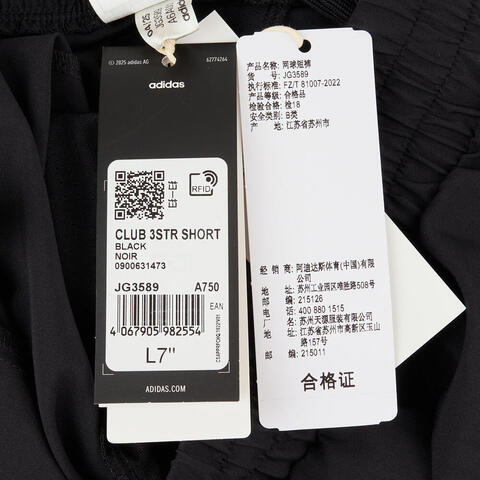 © 2025 adidas AG
62774264
adidas
RFID
CLUB 3STR SHORT
BLACK
NOIR
0900631473
JG3589 A750
EAN
4 067905 982554
L7"
ADIDAS.COM
产品名称: 网球短裤
货 号: JG3589
执行标准: FZ/T 81007-2022
产品等级: 合格品
检验合格: 检18
安全类别: B类
产 地: 江苏省苏州市
经 销 商: 阿迪达斯体育(中国)有限
公司
地 址: 苏州工业园区唯胜路508号
邮 编: 215126
电 话: 400 880 1515
厂 商: 苏州天源服装有限公司
地 址: 江苏省苏州市高新区玉山
路157号
邮 编: 215011
合格证